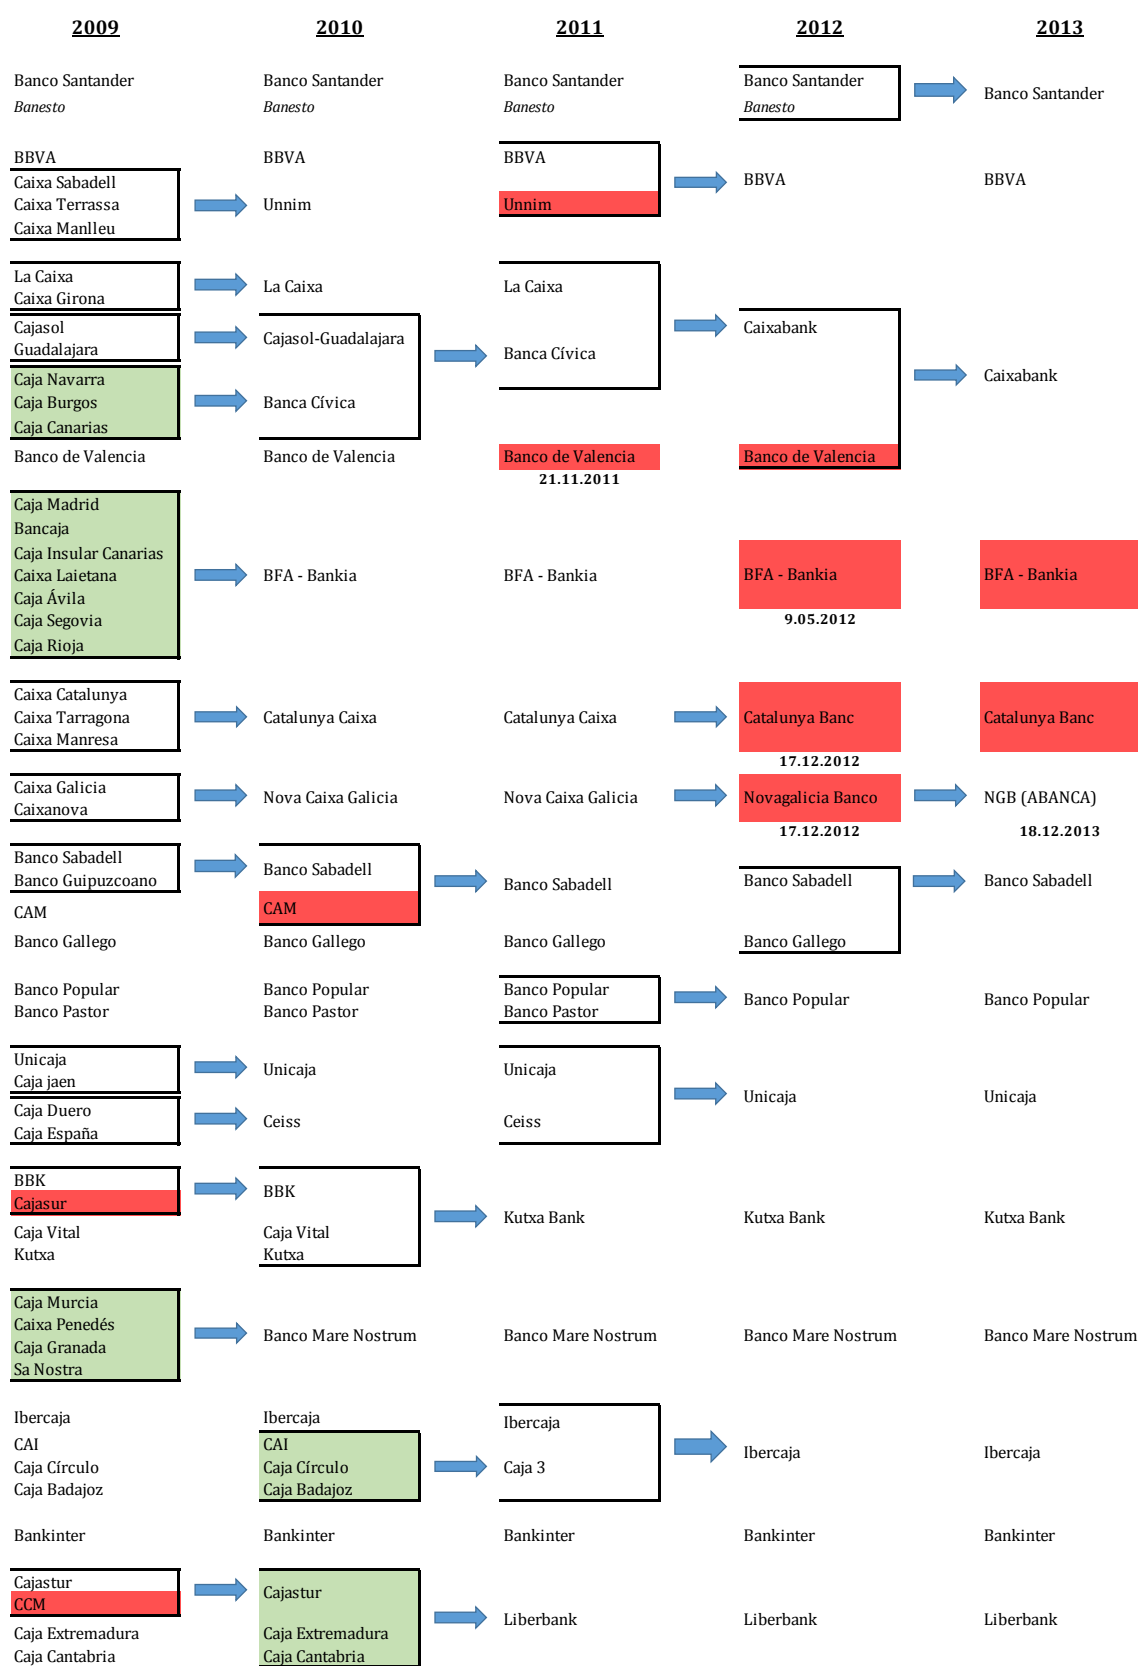 2009 2010 2011 2012 2013
Banco Santander Banco Santander Banco Santander Banco Santander
Banesto Banesto Banesto Banesto Banco Santander
BBVA BBVA BBVA
Caixa Sabadell BBVA BBVA
Caixa Terrassa Unnim Unnim
Caixa Manlleu
La Caixa La Caixa La Caixa
Caixa Girona
Cajasol Caixabank
Guadalajara Cajasol-Guadalajara Banca Cívica
Caja Navarra Caixabank
Caja Burgos Banca Cívica
Caja Canarias
Banco de Valencia Banco de Valencia Banco de Valencia Banco de Valencia
21.11.2011
Caja Madrid
Bancaja
Caja Insular Canarias
Caixa Laietana BFA - Bankia BFA - Bankia BFA - Bankia BFA - Bankia
Caja Ávila
Caja Segovia 9.05.2012
Caja Rioja
Caixa Catalunya
Caixa Tarragona Catalunya Caixa Catalunya Caixa Catalunya Banc Catalunya Banc
Caixa Manresa
17.12.2012
Caixa Galicia Nova Caixa Galicia Nova Caixa Galicia Novagalicia Banco NGB (ABANCA)
Caixanova
17.12.2012 18.12.2013
Banco Sabadell Banco Sabadell
Banco Guipuzcoano Banco Sabadell Banco Sabadell Banco Sabadell
CAM CAM
Banco Gallego Banco Gallego Banco Gallego Banco Gallego
Banco Popular Banco Popular Banco Popular Banco Popular Banco Popular
Banco Pastor Banco Pastor Banco Pastor
Unicaja Unicaja Unicaja
Caja jaen
Unicaja Unicaja
Caja Duero Ceiss Ceiss
Caja España
BBK BBK
Cajasur
Kutxa Bank Kutxa Bank Kutxa Bank
Caja Vital Caja Vital
Kutxa Kutxa
Caja Murcia
Caixa Penedés Banco Mare Nostrum Banco Mare Nostrum Banco Mare Nostrum Banco Mare Nostrum
Caja Granada
Sa Nostra
Ibercaja Ibercaja Ibercaja
CAI CAI Ibercaja Ibercaja
Caja Círculo Caja Círculo Caja 3
Caja Badajoz Caja Badajoz
Bankinter Bankinter Bankinter Bankinter Bankinter
Cajastur Cajastur
CCM
Liberbank Liberbank Liberbank
Caja Extremadura Caja Extremadura
Caja Cantabria Caja Cantabria